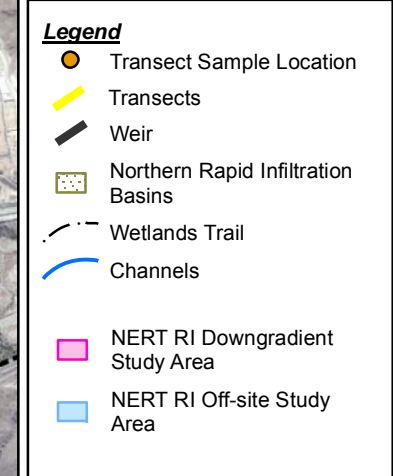 Legend
Transect Sample Location
Transects
Weir
Northern Rapid Infiltration
Basins
Wetlands Trail
Channels
NERT RI Downgradient
Study Area
NERT RI Off-site Study
Area